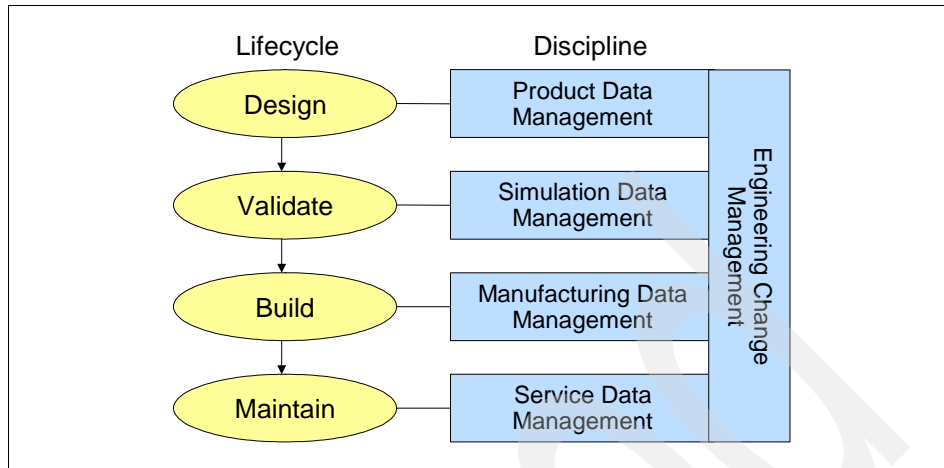 Lifecycle
Discipline
Design
Product Data
Management
Validate
Simulation Data
Management
Build
Manufacturing Data
Management
Maintain
Service Data
Management
Engineering Change
Management